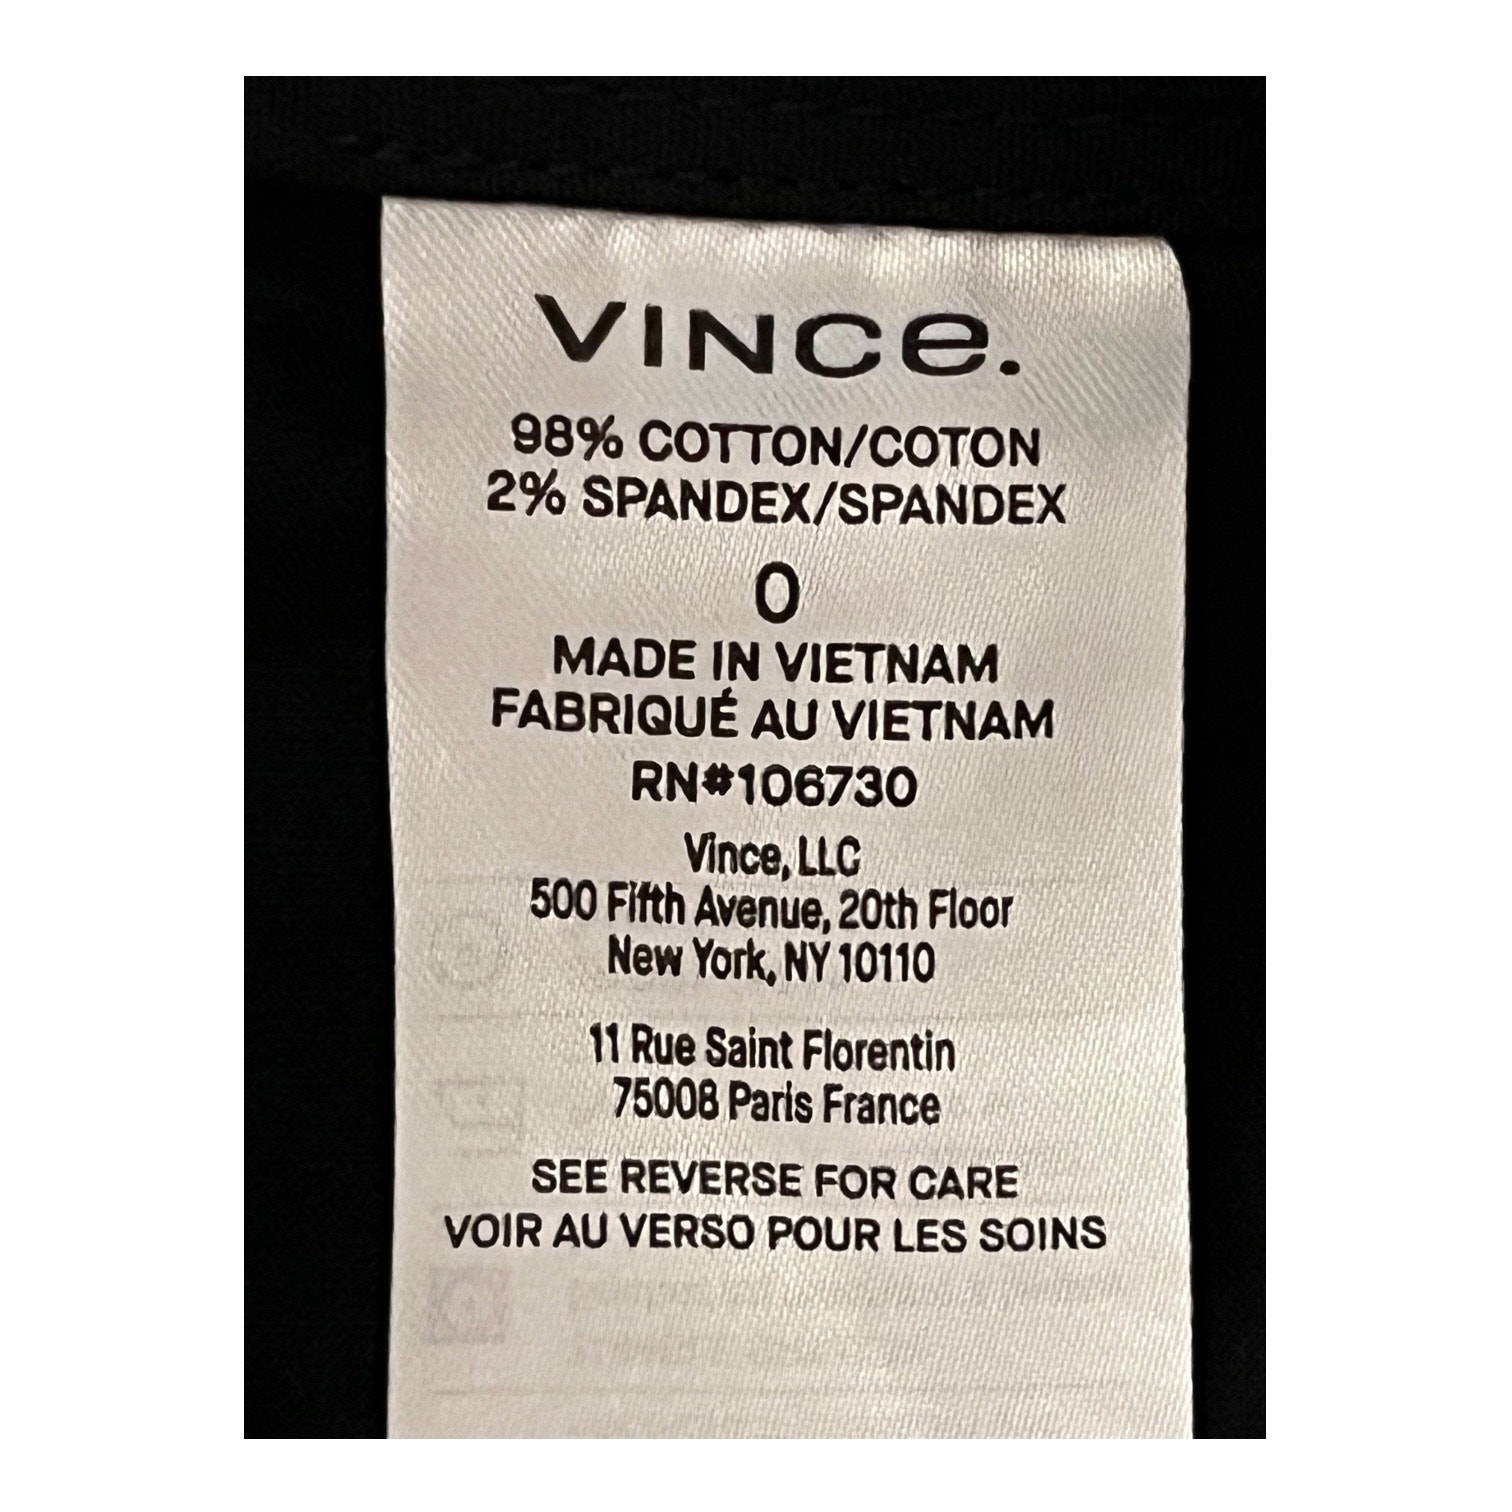 VINCe.
98% COTTON/COTON
2% SPANDEX/SPANDEX
0
MADE IN VIETNAM
FABRIQUÉ AU VIETNAM
RN#106730
Vince, LLC
500 Fifth Avenue, 20th Floor
New York, NY 10110
11 Rue Saint Florentin
75008 Paris France
SEE REVERSE FOR CARE
VOIR AU VERSO POUR LES SOINS